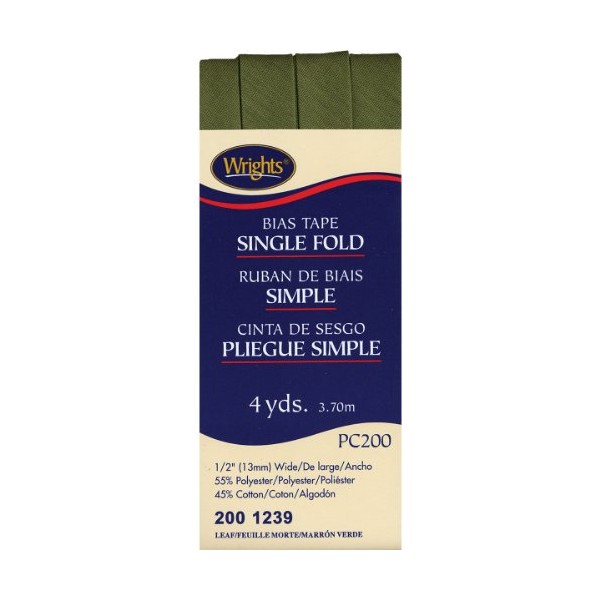 Wrights®
BIAS TAPE
SINGLE FOLD
RUBAN DE BIAIS
SIMPLE
CINTA DE SESGO
PLIEGUE SIMPLE
4 yds. 3.70m
PC200
1/2" (13mm) Wide/De large/Ancho
55% Polyester/Polyester/Poliéster
45% Cotton/Coton/Algodón
200 1239
LEAF/FEUILLE MORTE/MARRÓN VERDE